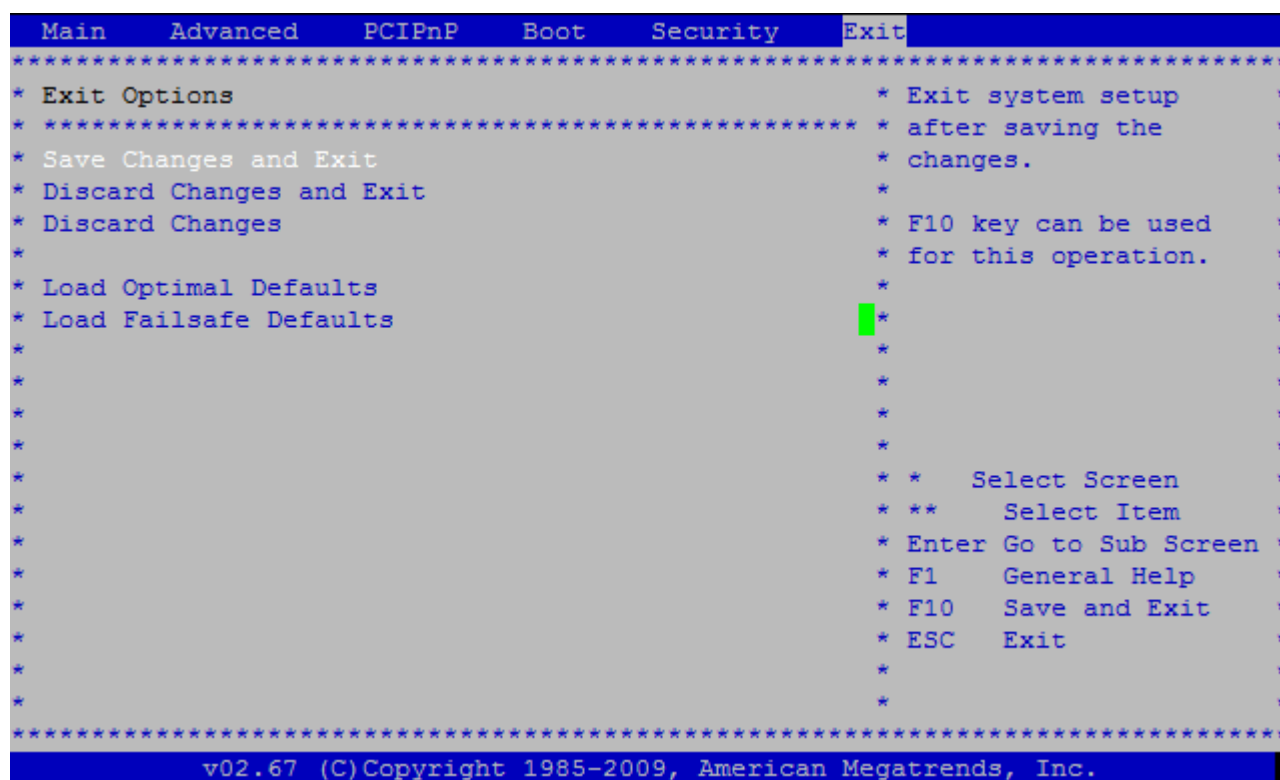 Main Advanced PCIPnP Boot Security Exit
********************************************************************************
* Exit Options * Exit system setup *
* *************************************************** * after saving the *
* Save Changes and Exit * changes. *
* Discard Changes and Exit * *
* Discard Changes * F10 key can be used *
* * for this operation. *
* Load Optimal Defaults * *
* Load Failsafe Defaults * *
* * *
* * *
* * *
* * *
* * * Select Screen *
* * ** Select Item *
* * Enter Go to Sub Screen *
* * F1 General Help *
* * F10 Save and Exit *
* * ESC Exit *
* * *
* * *
********************************************************************************
v02.67 (C)Copyright 1985-2009, American Megatrends, Inc.